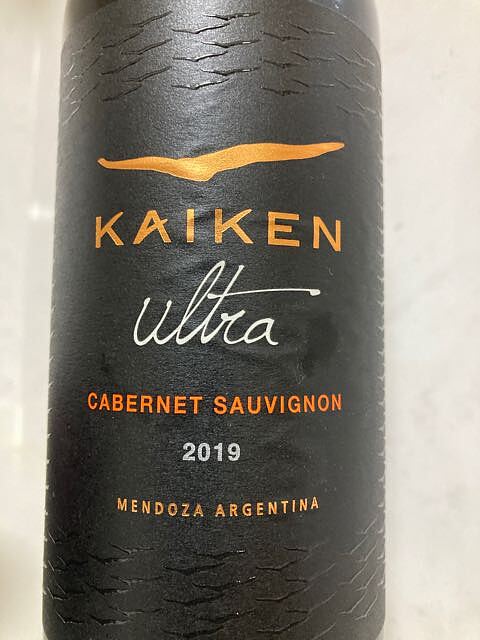 KAIKEN
ultra
CABERNET SAUVIGNON
2019
MENDOZA ARGENTINA